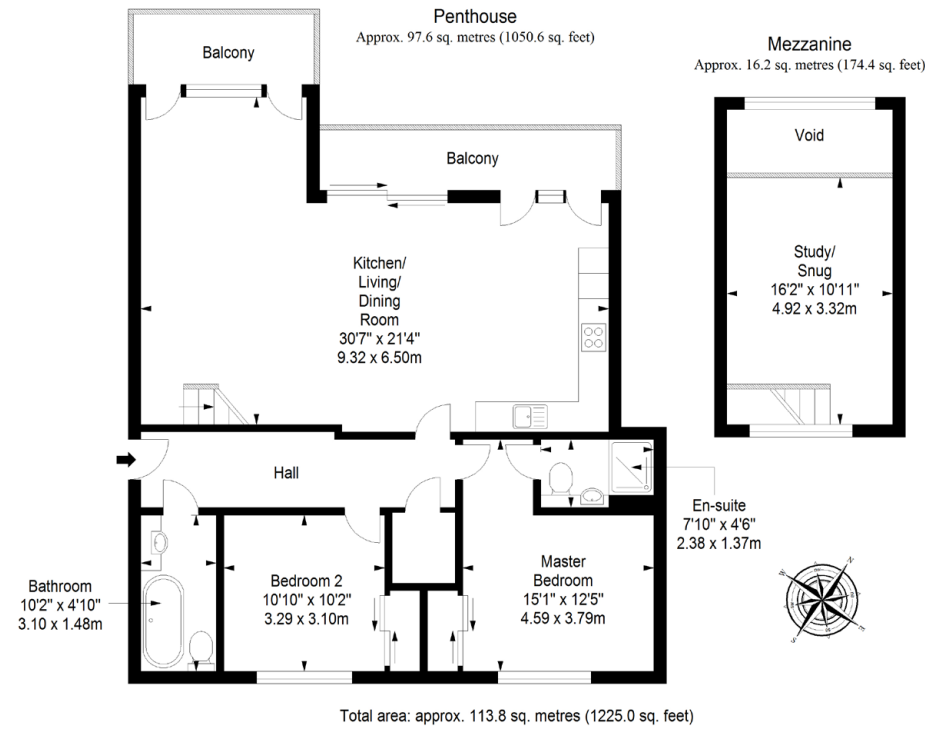 Penthouse
Approx. 97.6 sq. metres (1050.6 sq. feet)
Balcony
Balcony
Kitchen/
Living/
Dining
Room
30'7" x 21'4"
9.32 x 6.50m
Hall
En-suite
7'10" x 4'6"
2.38 x 1.37m
Bathroom
10'2" x 4'10"
3.10 x 1.48m
Bedroom 2
10'10" x 10'2"
3.29 x 3.10m
Master
Bedroom
15'1" x 12'5"
4.59 x 3.79m
Mezzanine
Approx. 16.2 sq. metres (174.4 sq. feet)
Void
Study/
Snug
16'2" x 10'11"
4.92 x 3.32m
N
W
E
S
Total area: approx. 113.8 sq. metres (1225.0 sq. feet)